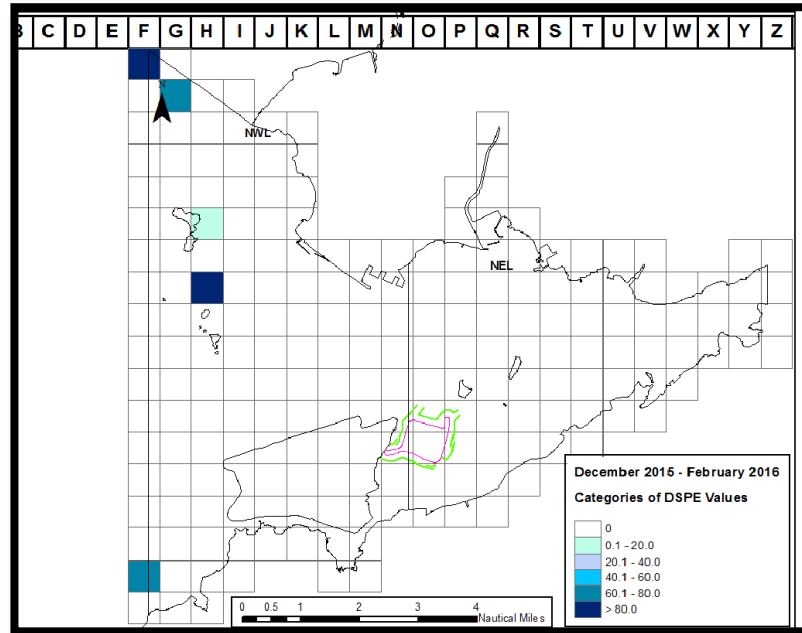 B C D E F G H I J K L M N O P Q R S T U V W X Y Z
N
NWL
NEL
December 2015 - February 2016
Categories of DSPE Values
0
0.1 - 20.0
20.1 - 40.0
40.1 - 60.0
60.1 - 80.0
> 80.0
0 0.5 1 2 3 4
Nautical Miles